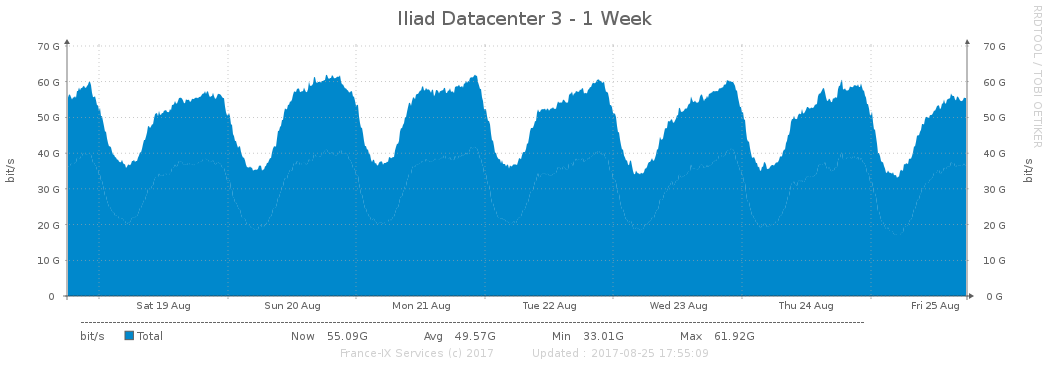 Iliad Datacenter 3 - 1 Week
RRDTOOL / TOBI OETIKER
70 G 70 G
60 G 60 G
50 G 50 G
40 G 40 G
30 G 30 G
20 G 20 G
10 G 10 G
0 0 G
bit/s bit/s
Sat 19 Aug Sun 20 Aug Mon 21 Aug Tue 22 Aug Wed 23 Aug Thu 24 Aug Fri 25 Aug
bit/s Total Now 55.09G Avg 49.57G Min 33.01G Max 61.92G
France-IX Services (c) 2017 Updated : 2017-08-25 17:55:09